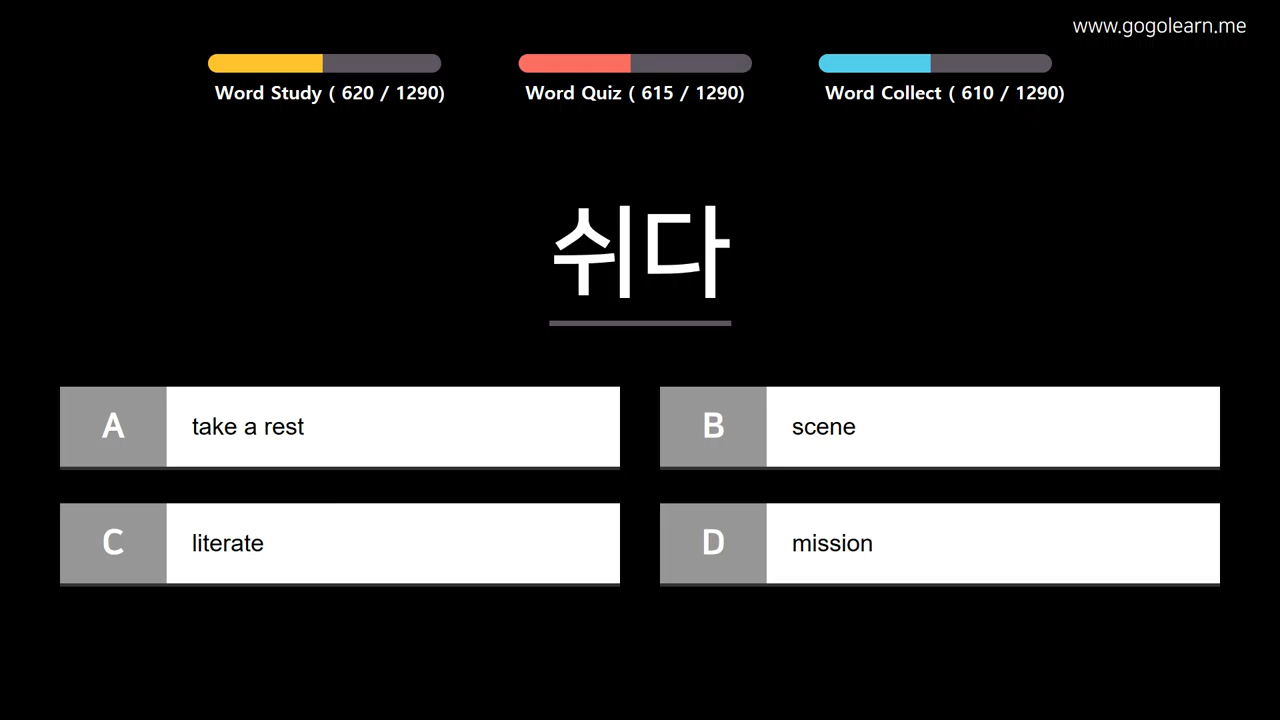 www.gogolearn.me
Word Study ( 620 / 1290)
Word Quiz ( 615 / 1290)
Word Collect ( 610 / 1290)
쉬다
A take a rest
B scene
C literate
D mission